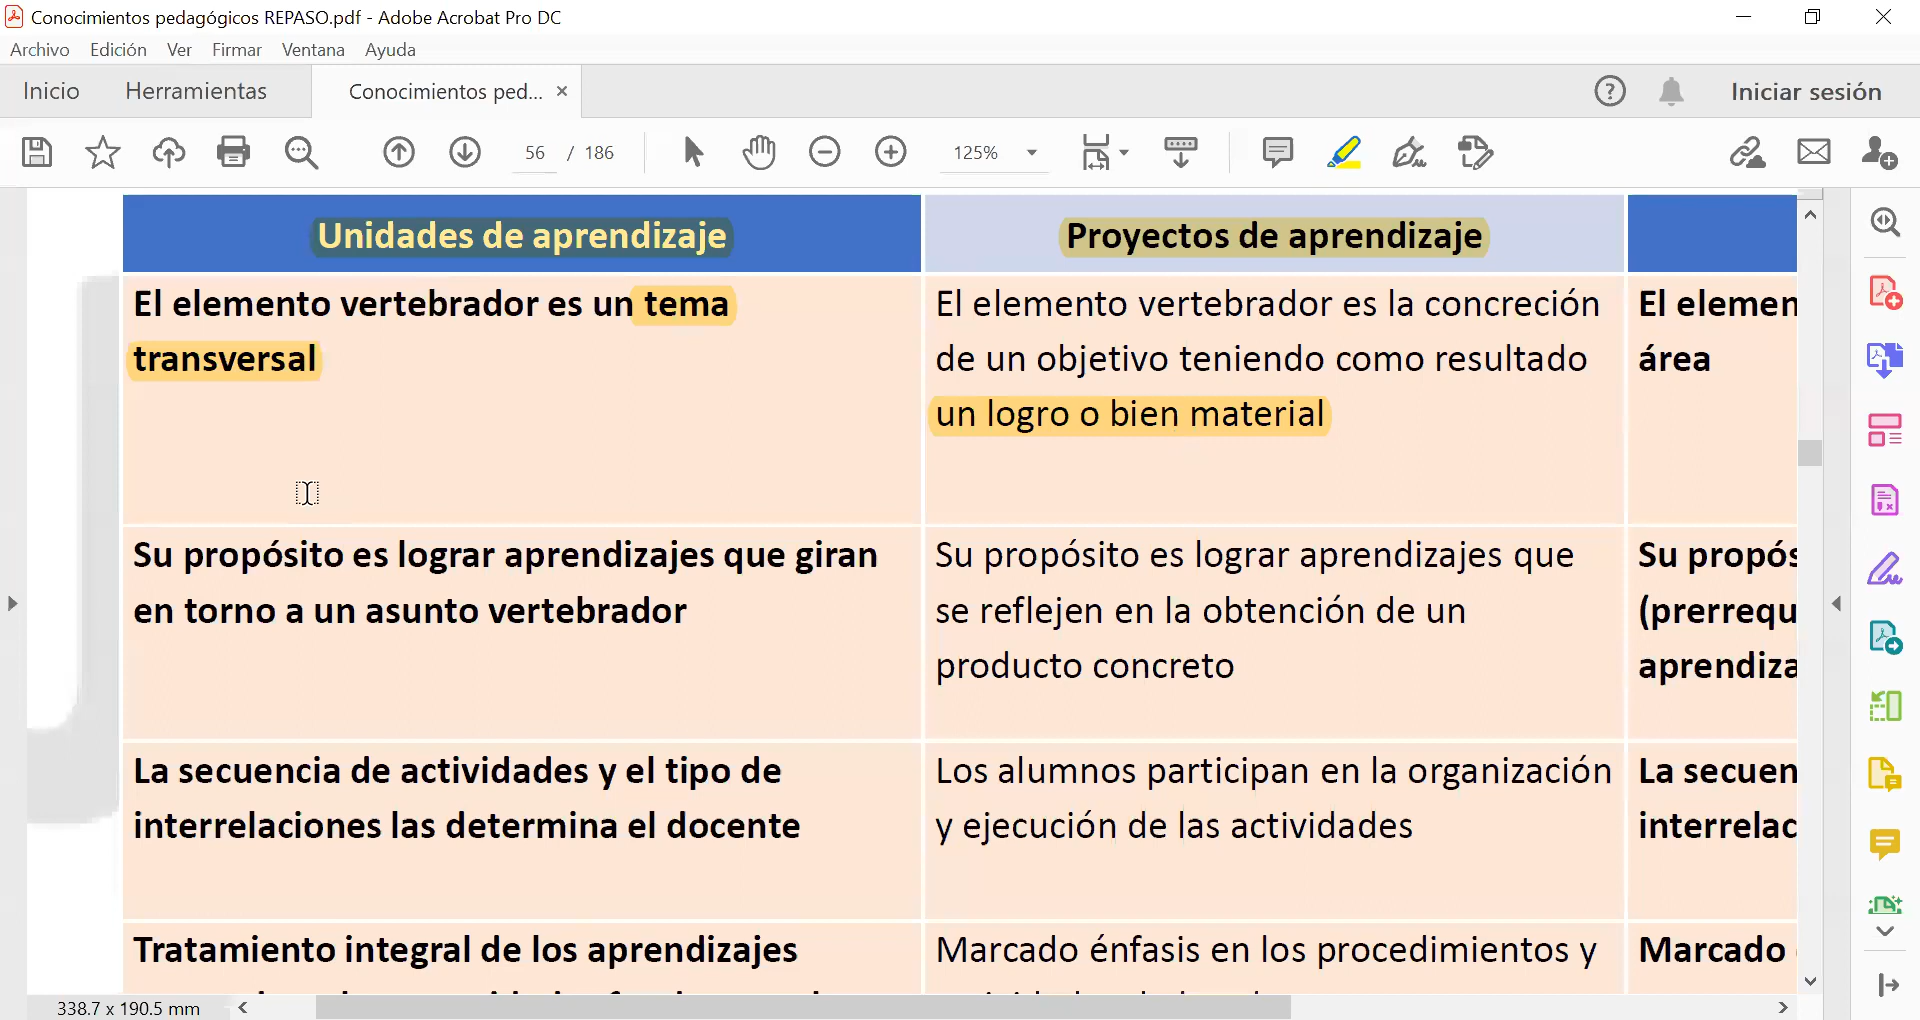 Conocimientos pedagógicos REPASO.pdf - Adobe Acrobat Pro DC
Archivo Edición Ver Firmar Ventana Ayuda
Inicio Herramientas Conocimientos ped... × Iniciar sesión
56 / 186 125%
Unidades de aprendizaje
Proyectos de aprendizaje
El elemento vertebrador es un tema
transversal
El elemento vertebrador es la concreción
de un objetivo teniendo como resultado
un logro o bien material
El elemen
área
Su propósito es lograr aprendizajes que giran
en torno a un asunto vertebrador
Su propósito es lograr aprendizajes que
se reflejen en la obtención de un
producto concreto
Su propós
(prerrequ
aprendiza
La secuencia de actividades y el tipo de
interrelaciones las determina el docente
Los alumnos participan en la organización
y ejecución de las actividades
La secuen
interrelac
Tratamiento integral de los aprendizajes
Marcado énfasis en los procedimientos y
Marcado
338.7 x 190.5 mm